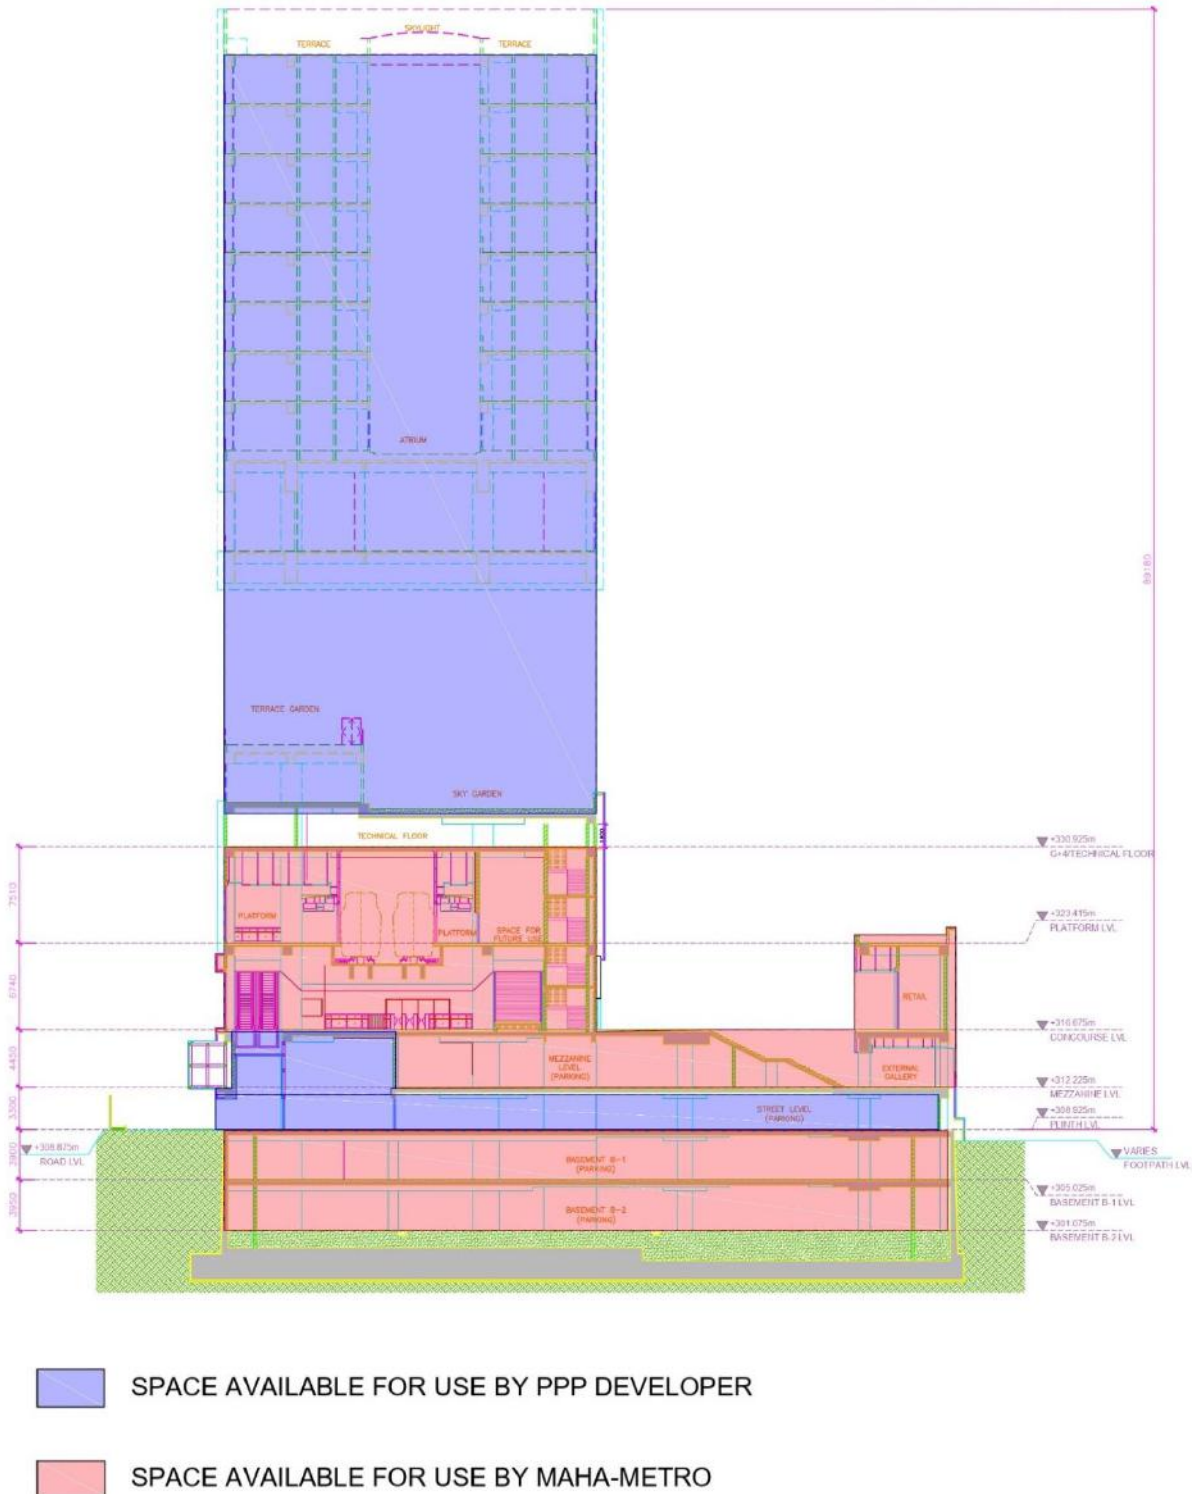 SKYLIGHT
TERRACE
TERRACE
99180
ATRIUM
TERRACE GARDEN
SKY GARDEN
TECHNICAL FLOOR
+330.925m
G+4/TECHNICAL FLOOR
7510
PLATFORM
PLATFORM
SPACE FOR
FUTURE USE
+323.415m
PLATFORM LVL
6740
RETAIL
+316.675m
CONCOURSE LVL
4450
MEZZANINE
LEVEL
(PARKING)
EXTERNAL
GALLERY
+312.225m
MEZZANINE LVL
3300
STREET LEVEL
(PARKING)
+308.925m
PLINTH LVL
+308.875m
ROAD LVL
VARIES
FOOTPATH LVL
3900
BASEMENT B-1
(PARKING)
+305.025m
BASEMENT B-1 LVL
3950
BASEMENT B-2
(PARKING)
+301.075m
BASEMENT B-2 LVL
SPACE AVAILABLE FOR USE BY PPP DEVELOPER
SPACE AVAILABLE FOR USE BY MAHA-METRO